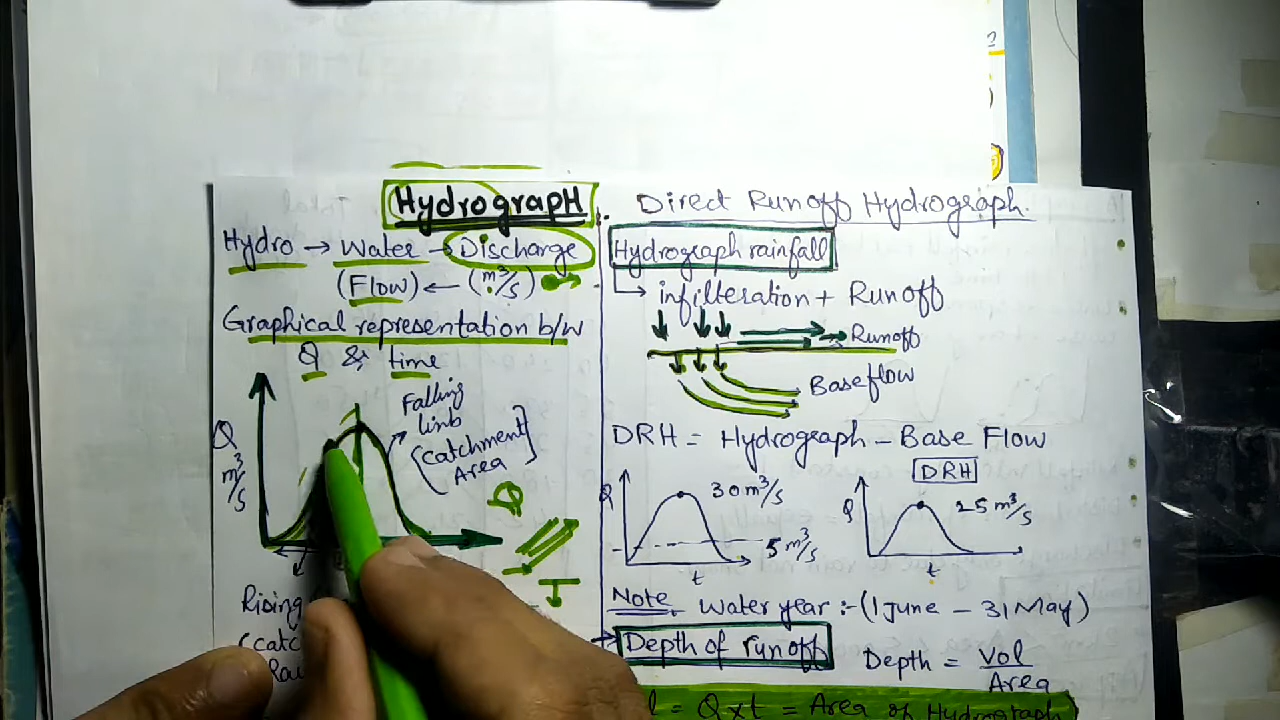 HydrograpH
Hydro → Water → Discharge
(Flow) ← (m³/s)
Graphical representation b/w
Q & time
Falling
limb
(catchment
Area)
Q
m³/s
Q
T
Rising
(catc
Direct Runoff Hydrograph.
Hydrograph rainfall
infilteration + Runoff
Runoff
Baseflow
DRH = Hydrograph - Base Flow
DRH
Q
30 m³/s
5 m³/s
t
Q
25 m³/s
t
Note Water year :- (1 June - 31 May)
Depth of runoff
Depth = Vol
Area
= Q x t = Area of Hydrograph